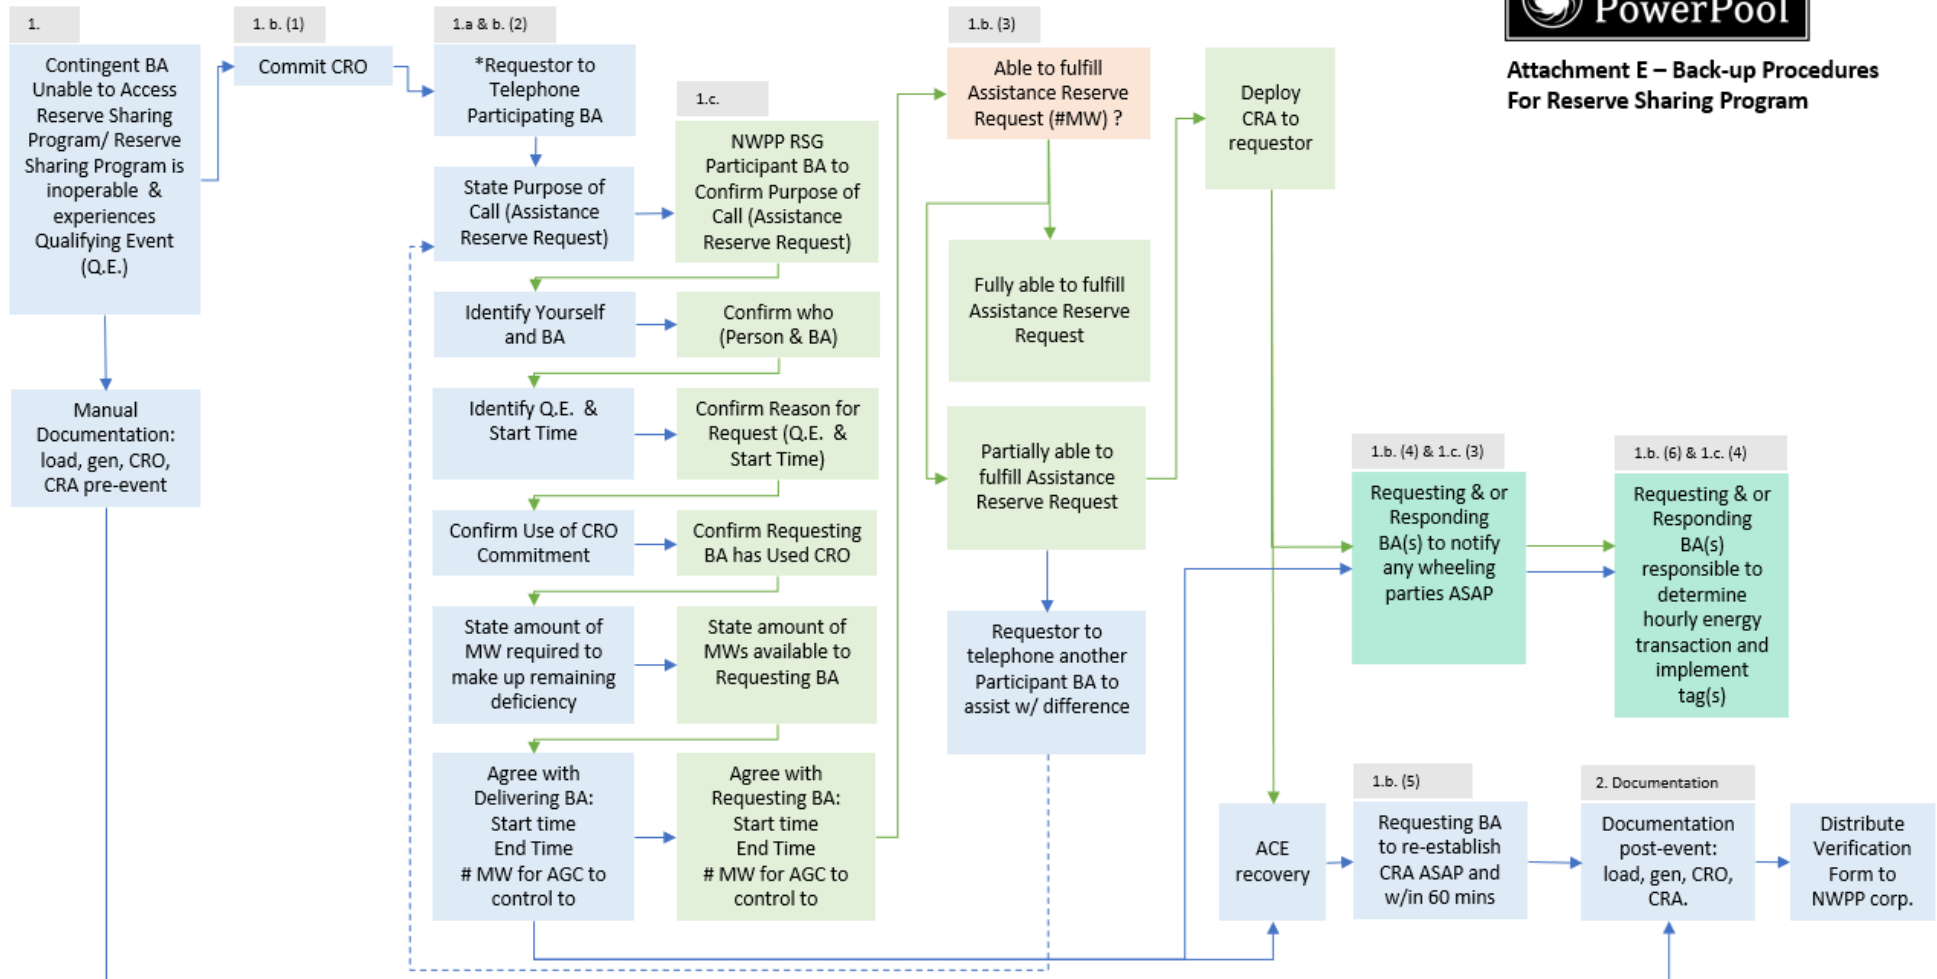 PowerPool
Attachment E – Back-up Procedures
For Reserve Sharing Program
1.
Contingent BA
Unable to Access
Reserve Sharing
Program/ Reserve
Sharing Program is
inoperable &
experiences
Qualifying Event
(Q.E.)
Manual
Documentation:
load, gen, CRO,
CRA pre-event
1. b. (1)
Commit CRO
1.a & b. (2)
*Requestor to
Telephone
Participating BA
State Purpose of
Call (Assistance
Reserve Request)
1.c.
NWPP RSG
Participant BA to
Confirm Purpose of
Call (Assistance
Reserve Request)
Identify Yourself
and BA
Confirm who
(Person & BA)
Identify Q.E. &
Start Time
Confirm Reason for
Request (Q.E. &
Start Time)
Confirm Use of CRO
Commitment
Confirm Requesting
BA has Used CRO
State amount of
MW required to
make up remaining
deficiency
State amount of
MWs available to
Requesting BA
Agree with
Delivering BA:
Start time
End Time
# MW for AGC to
control to
Agree with
Requesting BA:
Start time
End Time
# MW for AGC to
control to
1.b. (3)
Able to fulfill
Assistance Reserve
Request (#MW) ?
Fully able to fulfill
Assistance Reserve
Request
Partially able to
fulfill Assistance
Reserve Request
Requestor to
telephone another
Participant BA to
assist w/ difference
Deploy
CRA to
requestor
1.b. (4) & 1.c. (3)
Requesting & or
Responding
BA(s) to notify
any wheeling
parties ASAP
1.b. (6) & 1.c. (4)
Requesting & or
Responding
BA(s)
responsible to
determine
hourly energy
transaction and
implement
tag(s)
ACE
recovery
1.b. (5)
Requesting BA
to re-establish
CRA ASAP and
w/in 60 mins
2. Documentation
Documentation
post-event:
load, gen, CRO,
CRA.
Distribute
Verification
Form to
NWPP corp.